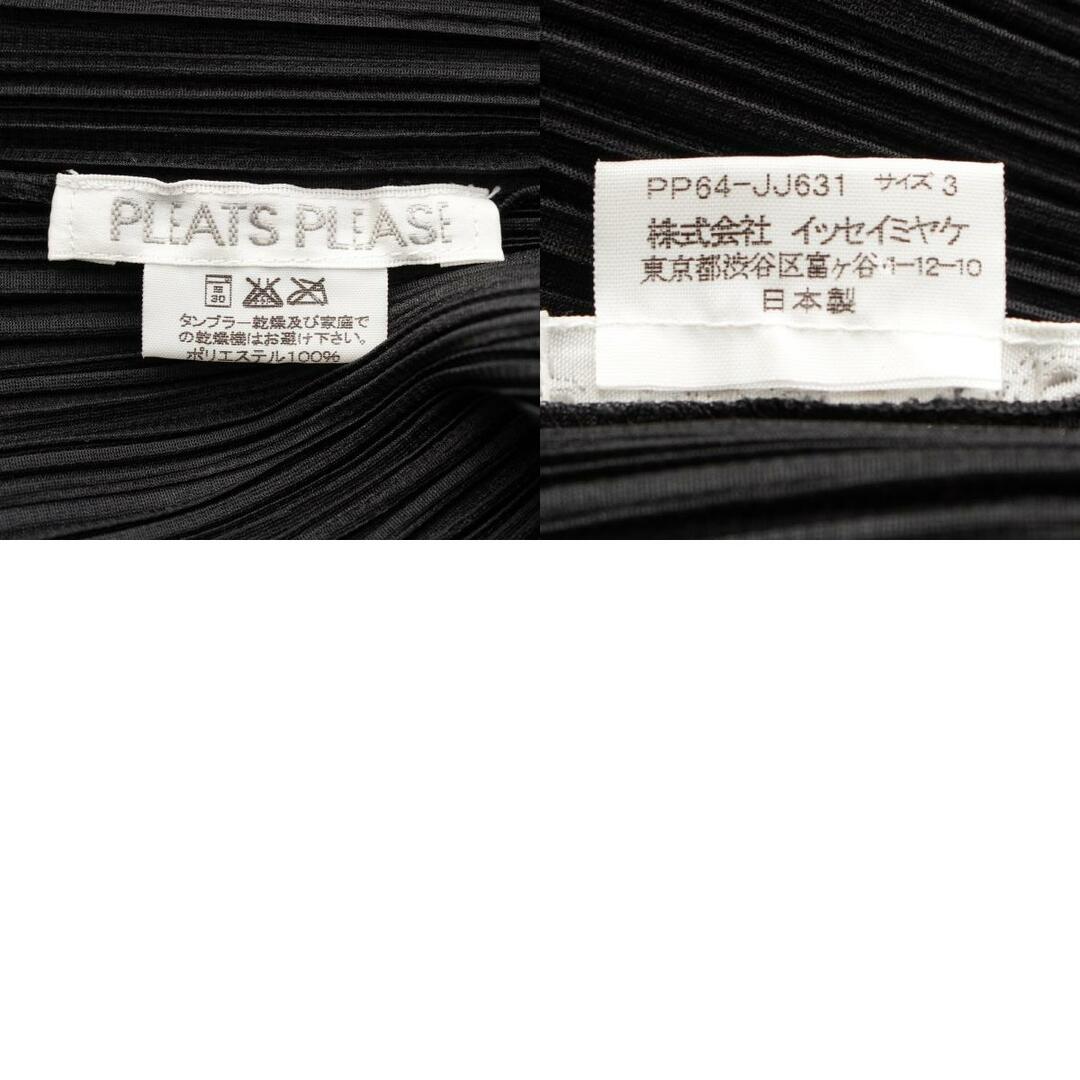 PLEATS PLEASE
30
タンブラー乾燥及び家庭で
の乾燥機はお避け下さい。
ポリエステル100%
PP64-JJ631 サイズ 3
株式会社 イッセイミヤケ
東京都渋谷区富ヶ谷1-12-10
日本製